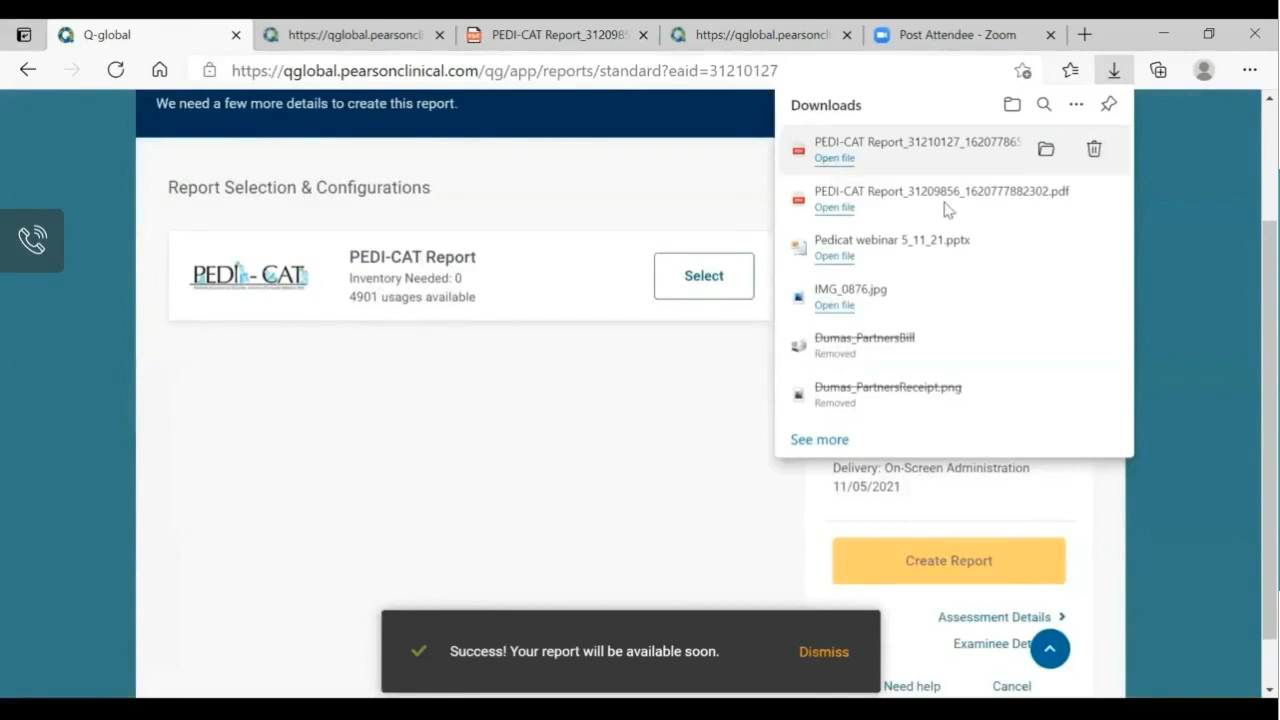 Q-global
https://qglobal.pearsoncl
PEDI-CAT Report_312098
https://qglobal.pearsoncl
Post Attendee - Zoom
https://qglobal.pearsonclinical.com/qg/app/reports/standard?eaid=31210127
We need a few more details to create this report.
Report Selection & Configurations
PEDI-CAT
PEDI-CAT Report
Inventory Needed: 0
4901 usages available
Select
Downloads
PEDI-CAT Report_31210127_16207786
Open file
PEDI-CAT Report_31209856_1620777882302.pdf
Open file
Pedicat webinar 5_11_21.pptx
Open file
IMG_0876.jpg
Open file
Dumas_PartnersBill
Removed
Dumas_PartnersReceipt.png
Removed
See more
Delivery: On-Screen Administration
11/05/2021
Create Report
Assessment Details
Examinee Det
Need help
Cancel
Success! Your report will be available soon.
Dismiss